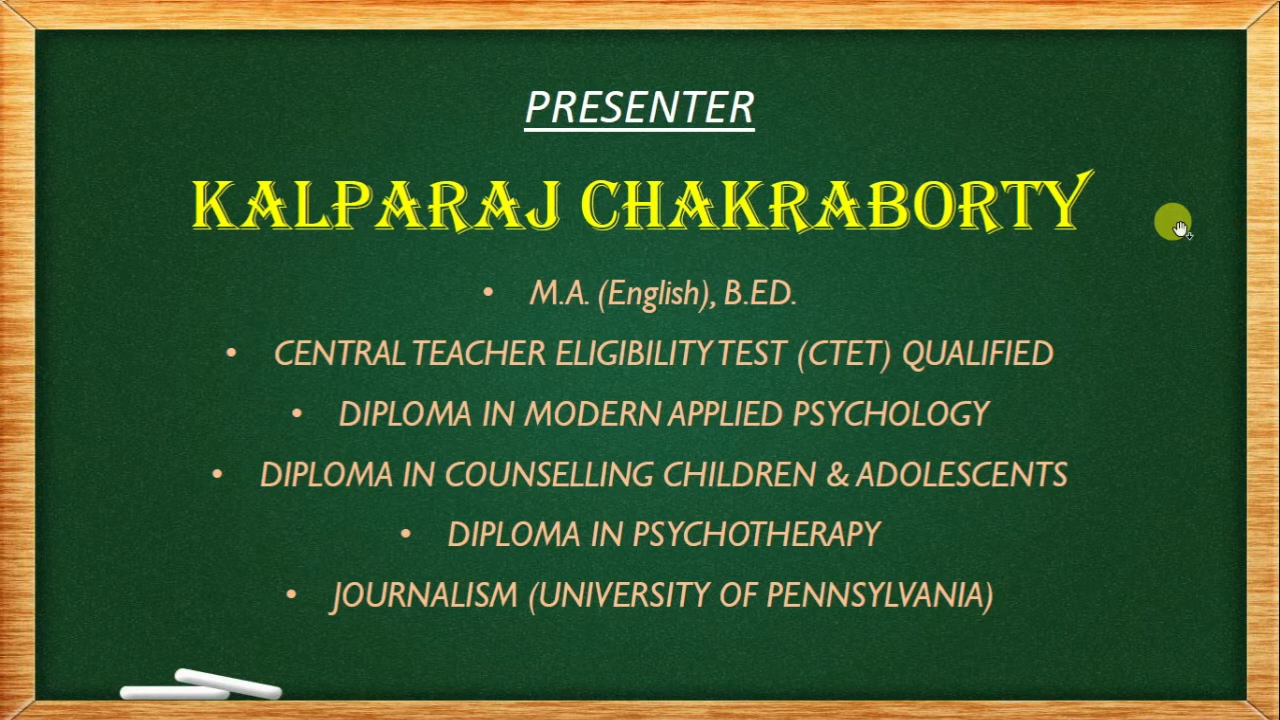 PRESENTER
KALPARAJ CHAKRABORTY
• M.A. (English), B.ED.
• CENTRAL TEACHER ELIGIBILITY TEST (CTET) QUALIFIED
• DIPLOMA IN MODERN APPLIED PSYCHOLOGY
• DIPLOMA IN COUNSELLING CHILDREN & ADOLESCENTS
• DIPLOMA IN PSYCHOTHERAPY
• JOURNALISM (UNIVERSITY OF PENNSYLVANIA)